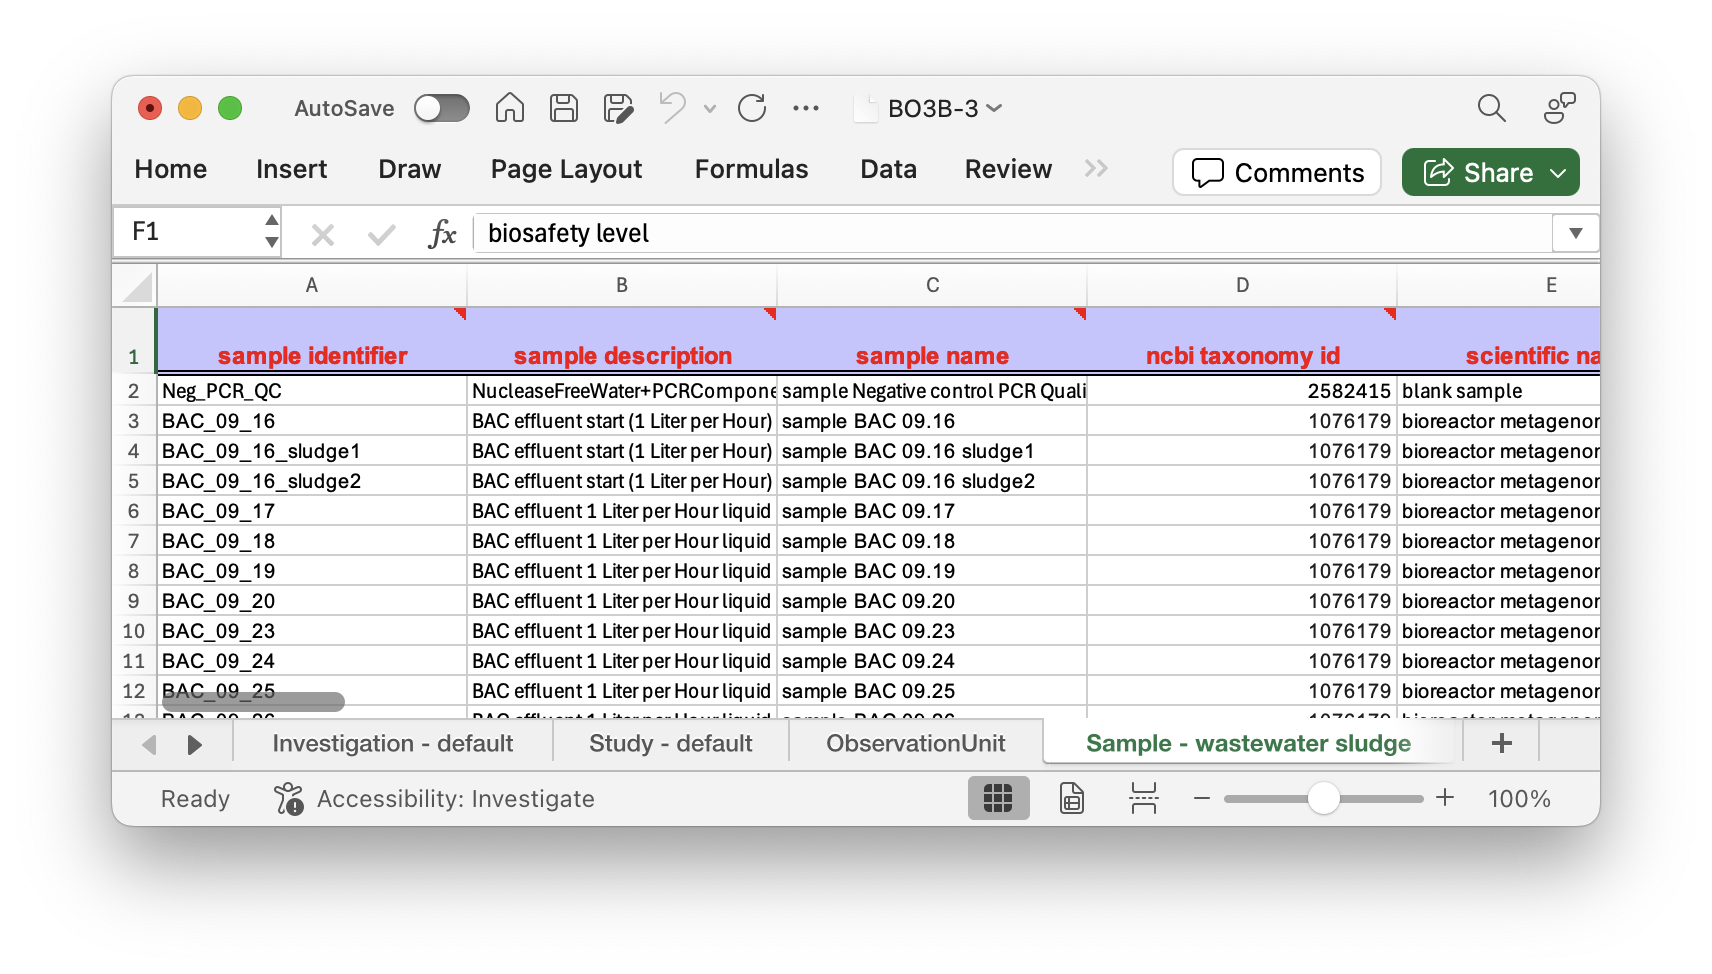 AutoSave BO3B-3
Home Insert Draw Page Layout Formulas Data Review Comments Share
F1 fx biosafety level
A B C D E
1 sample identifier sample description sample name ncbi taxonomy id scientific na
2 Neg_PCR_QC NucleaseFreeWater+PCRCompone sample Negative control PCR Quali 2582415 blank sample
3 BAC_09_16 BAC effluent start (1 Liter per Hour) sample BAC 09.16 1076179 bioreactor metagenor
4 BAC_09_16_sludge1 BAC effluent start (1 Liter per Hour) sample BAC 09.16 sludge1 1076179 bioreactor metagenor
5 BAC_09_16_sludge2 BAC effluent start (1 Liter per Hour) sample BAC 09.16 sludge2 1076179 bioreactor metagenor
6 BAC_09_17 BAC effluent 1 Liter per Hour liquid sample BAC 09.17 1076179 bioreactor metagenor
7 BAC_09_18 BAC effluent 1 Liter per Hour liquid sample BAC 09.18 1076179 bioreactor metagenor
8 BAC_09_19 BAC effluent 1 Liter per Hour liquid sample BAC 09.19 1076179 bioreactor metagenor
9 BAC_09_20 BAC effluent 1 Liter per Hour liquid sample BAC 09.20 1076179 bioreactor metagenor
10 BAC_09_23 BAC effluent 1 Liter per Hour liquid sample BAC 09.23 1076179 bioreactor metagenor
11 BAC_09_24 BAC effluent 1 Liter per Hour liquid sample BAC 09.24 1076179 bioreactor metagenor
12 BAC_09_25 BAC effluent 1 Liter per Hour liquid sample BAC 09.25 1076179 bioreactor metagenor
Investigation - default Study - default ObservationUnit Sample - wastewater sludge +
Ready Accessibility: Investigate 100%